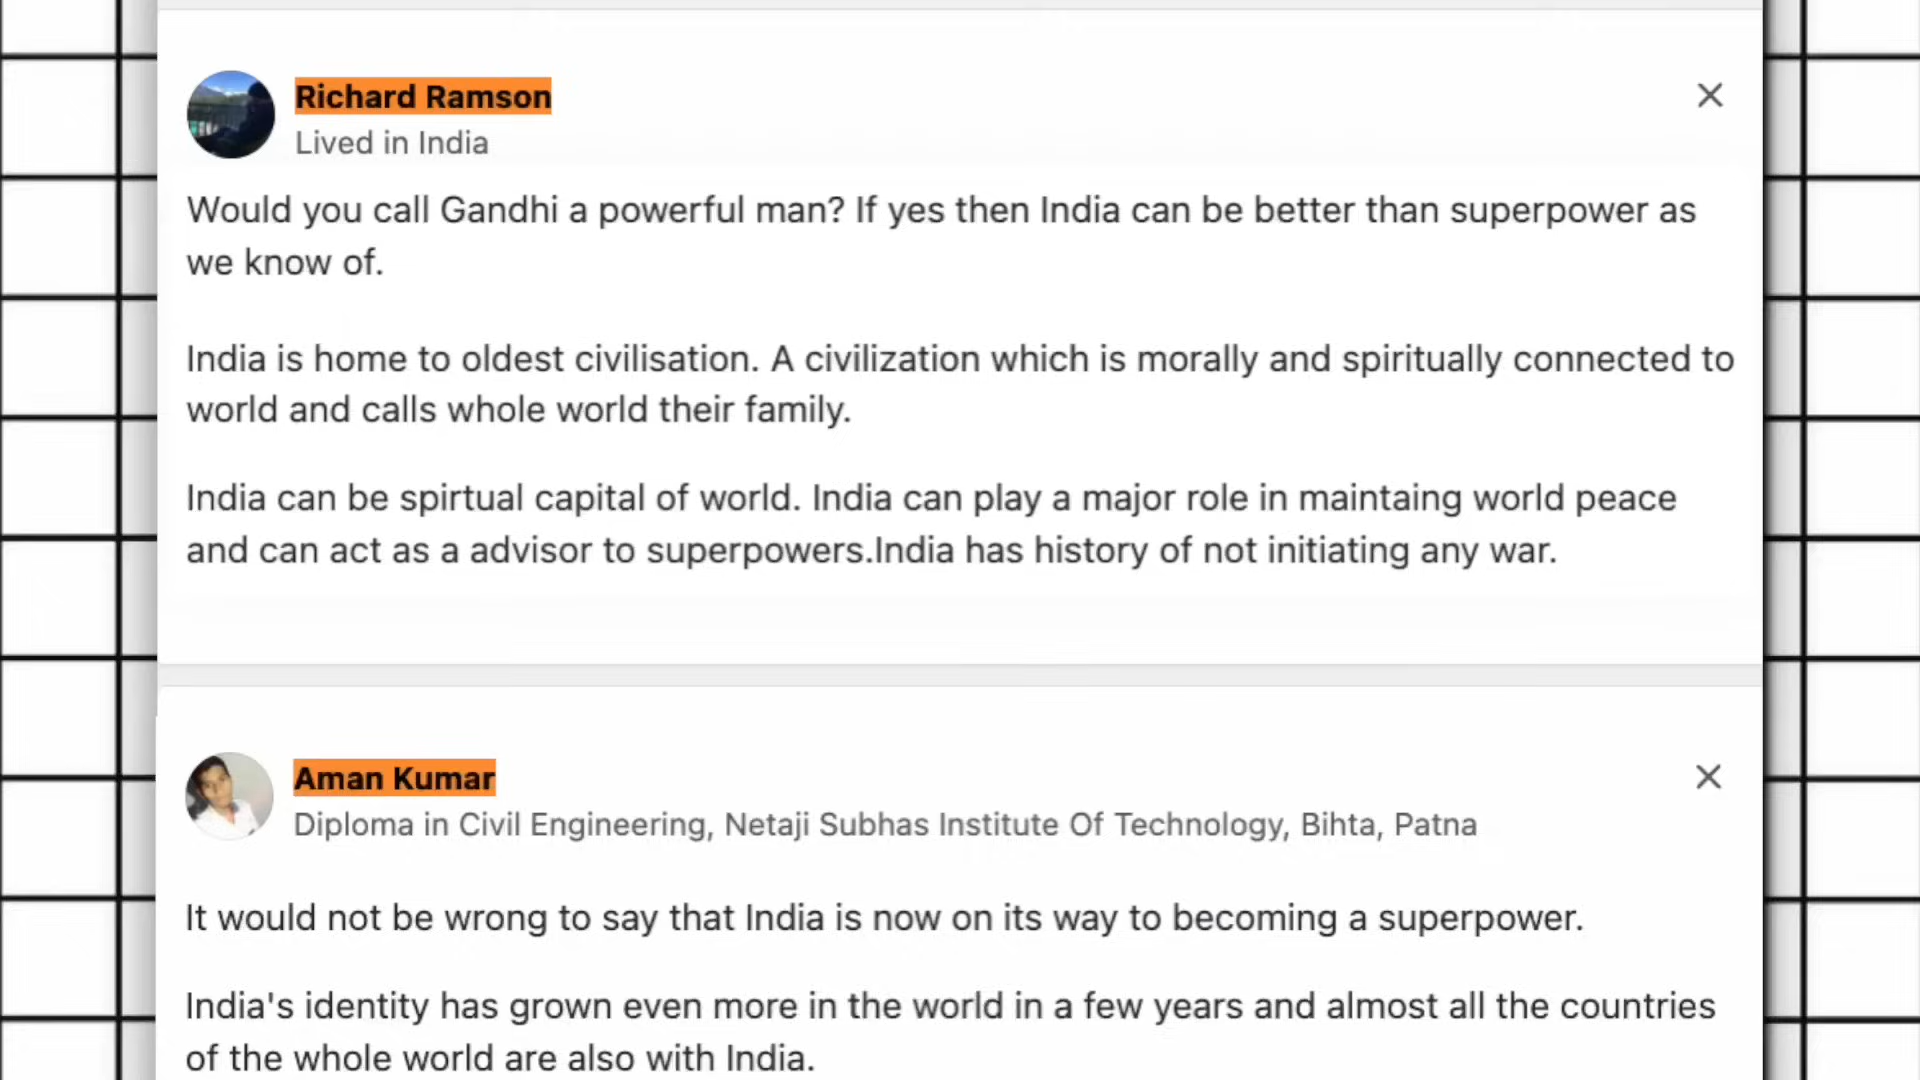 Richard Ramson
Lived in India
Would you call Gandhi a powerful man? If yes then India can be better than superpower as
we know of.
India is home to oldest civilisation. A civilization which is morally and spiritually connected to
world and calls whole world their family.
India can be spirtual capital of world. India can play a major role in maintaing world peace
and can act as a advisor to superpowers.India has history of not initiating any war.
Aman Kumar
Diploma in Civil Engineering, Netaji Subhas Institute Of Technology, Bihta, Patna
It would not be wrong to say that India is now on its way to becoming a superpower.
India's identity has grown even more in the world in a few years and almost all the countries
of the whole world are also with India.